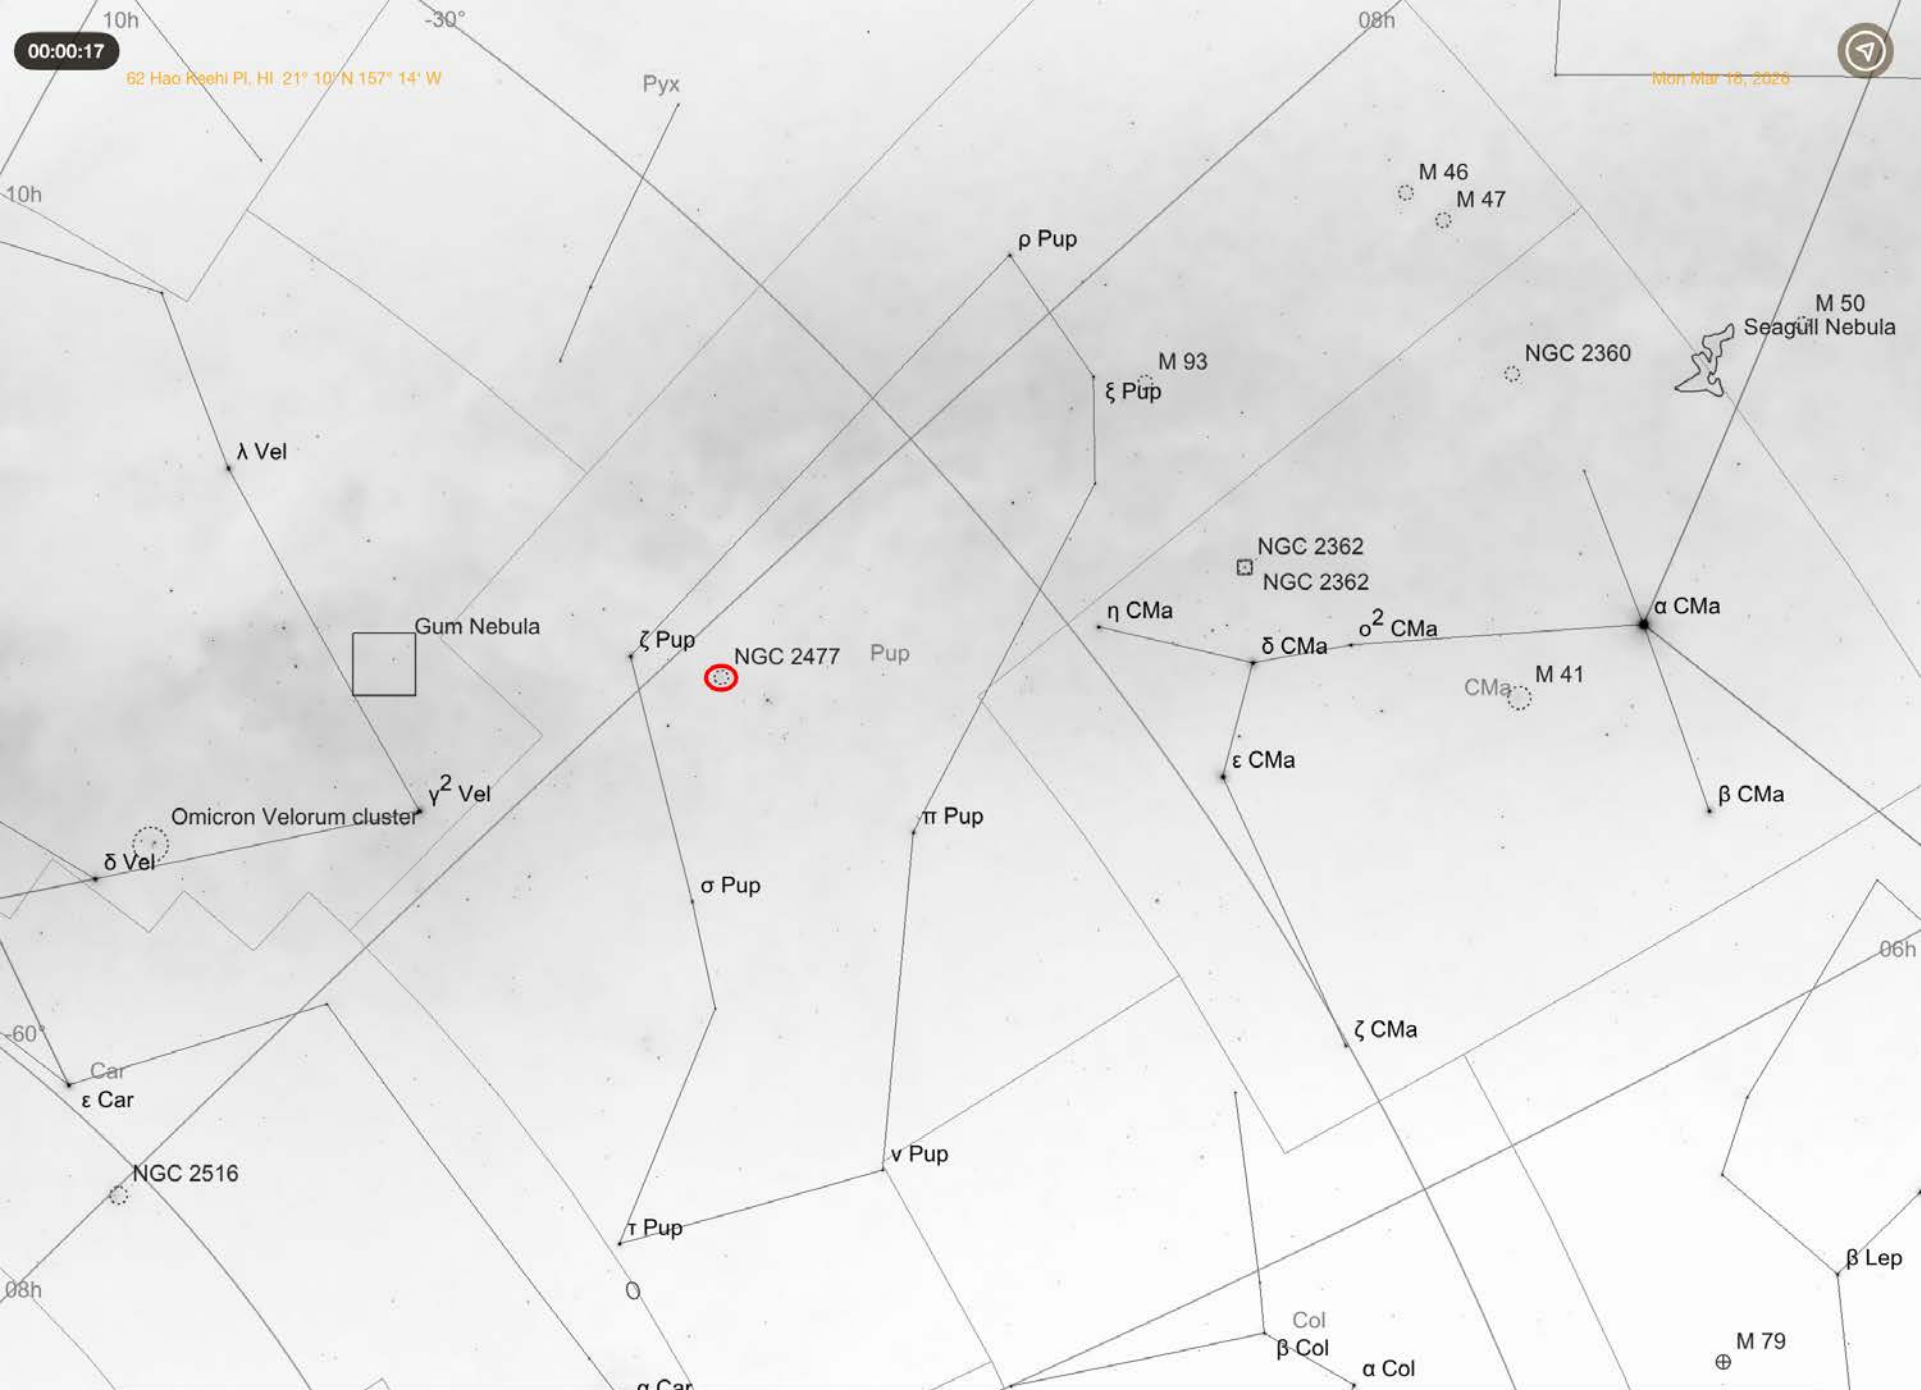 10h
-30°
08h
00:00:17
62 Hao Keehi Pl, HI 21° 10' N 157° 14' W
Mon Mar 16, 2026
Pyx
M 46
10h
M 47
ρ Pup
M 50
Seagull Nebula
NGC 2360
M 93
ξ Pup
λ Vel
NGC 2362
NGC 2362
η CMa
α CMa
Gum Nebula
ο2 CMa
ζ Pup
δ CMa
NGC 2477
Pup
M 41
CMa
ε CMa
γ2 Vel
β CMa
Omicron Velorum cluster
π Pup
δ Vel
σ Pup
06h
-60°
ζ CMa
Car
ε Car
ν Pup
NGC 2516
τ Pup
β Lep
08h
Col
M 79
β Col
α Col
α Car